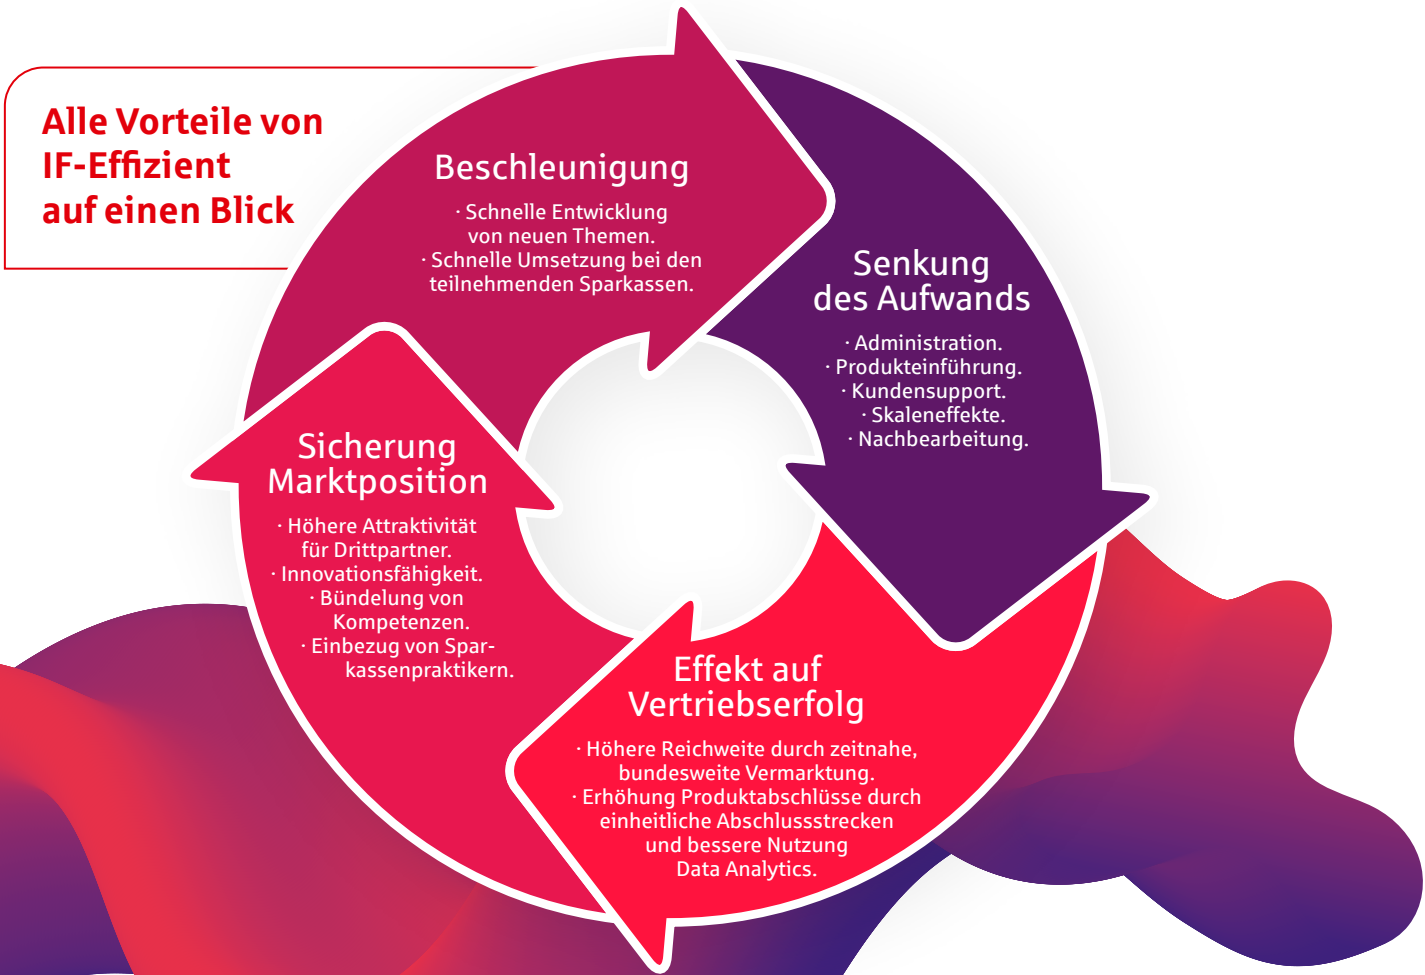 Alle Vorteile von
IF-Effizient
auf einen Blick
Beschleunigung
· Schnelle Entwicklung
von neuen Themen.
· Schnelle Umsetzung bei den
teilnehmenden Sparkassen.
Senkung
des Aufwands
· Administration.
· Produkteinführung.
· Kundensupport.
· Skaleneffekte.
· Nachbearbeitung.
Effekt auf
Vertriebserfolg
· Höhere Reichweite durch zeitnahe,
bundesweite Vermarktung.
· Erhöhung Produktabschlüsse durch
einheitliche Abschlussstrecken
und bessere Nutzung
Data Analytics.
Sicherung
Marktposition
· Höhere Attraktivität
für Drittpartner.
· Innovationsfähigkeit.
· Bündelung von
Kompetenzen.
· Einbezug von Spar-
kassenpraktikern.